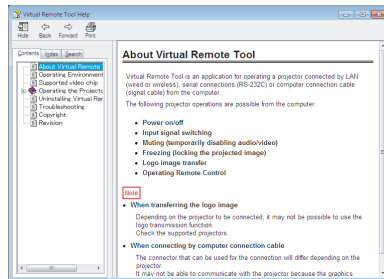 Virtual Remote Tool Help
Hide Back Forward Print
Contents Index Search
About Virtual Remote
Operating Environment
Supported video chip
Operating the Projecto
Uninstalling Virtual Rer
Troubleshooting
Copyright
Revision
About Virtual Remote Tool
Virtual Remote Tool is an application for operating a projector connected by LAN
(wired or wireless), serial connections (RS-232C) or computer connection cable
(signal cable) from the computer.
The following projector operations are possible from the computer.
• Power on/off
• Input signal switching
• Muting (temporarily disabling audio/video)
• Freezing (locking the projected image)
• Logo image transfer
• Operating Remote Control
Note
• When transferring the logo image
Depending on the projector to be connected, it may not be possible to use the
logo transmission function.
Check the supported projectors.
• When connecting by computer connection cable
The connector that can be used for the connection will differ depending on the
projector.
It may not be able to communicate with the projector because the graphics